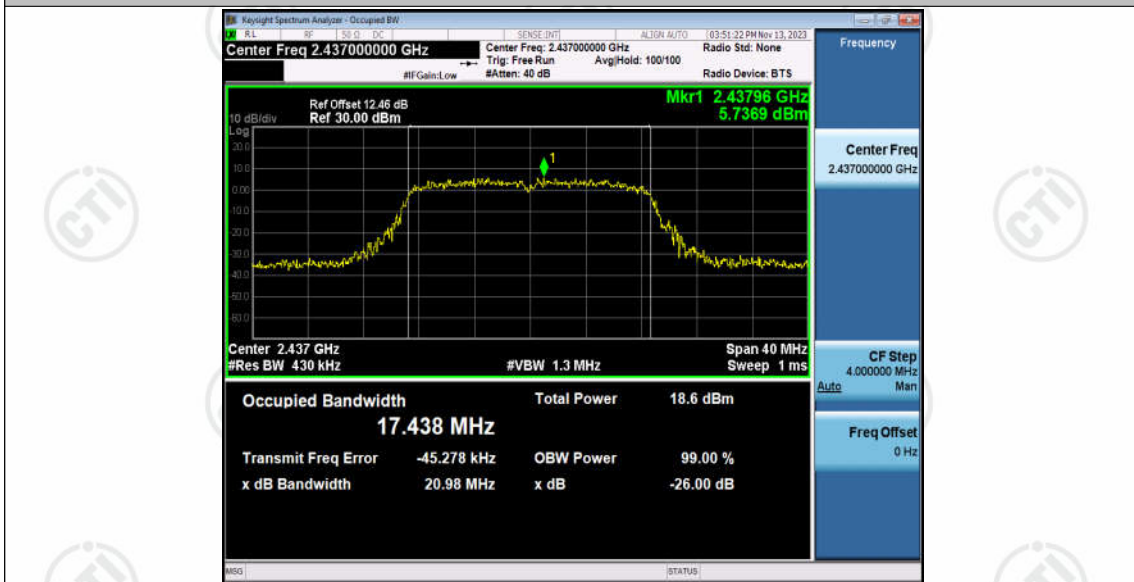 Keysight Spectrum Analyzer - Occupied BW
RL RF 50 Ω DC SENSE:INT ALIGN AUTO 03:51:22 PM Nov 13, 2023
Center Freq 2.437000000 GHz
Center Freq: 2.437000000 GHz
Radio Std: None
Trig: Free Run Avg|Hold: 100/100
#IFGain:Low #Atten: 40 dB Radio Device: BTS
Frequency
Ref Offset 12.46 dB
10 dB/div Ref 30.00 dBm
Mkr1 2.43796 GHz
5.7369 dBm
Log
20.0
10.0
0.00
-10.0
-20.0
-30.0
-40.0
-50.0
-60.0
1
Center 2.437 GHz Span 40 MHz
#Res BW 430 kHz #VBW 1.3 MHz Sweep 1 ms
Occupied Bandwidth Total Power 18.6 dBm
17.438 MHz
Transmit Freq Error -45.278 kHz OBW Power 99.00 %
x dB Bandwidth 20.98 MHz x dB -26.00 dB
Center Freq
2.437000000 GHz
CF Step
4.000000 MHz
Auto Man
Freq Offset
0 Hz
MSG STATUS
CTI
CTI